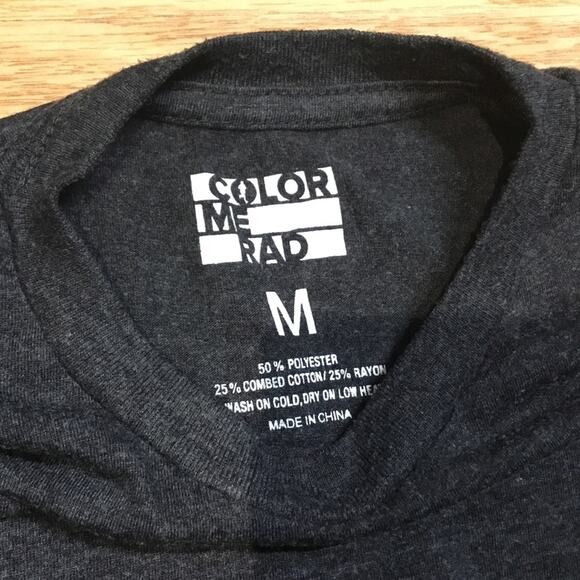 COLOR
ME
RAD
M
50% POLYESTER
25% COMBED COTTON/25% RAYON
WASH ON COLD,DRY ON LOW HEA
MADE IN CHINA